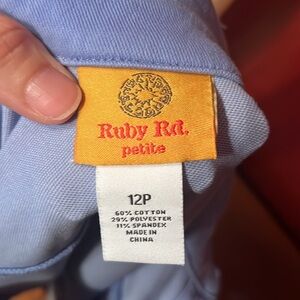 Ruby Rd.
petite
12P
60% COTTON
29% POLYESTER
11% SPANDEX
MADE IN
CHINA